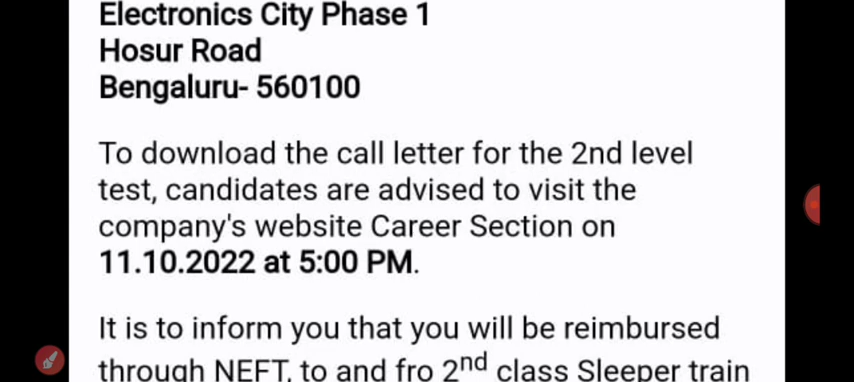 Electronics City Phase 1
Hosur Road
Bengaluru- 560100
To download the call letter for the 2nd level
test, candidates are advised to visit the
company's website Career Section on
11.10.2022 at 5:00 PM.
It is to inform you that you will be reimbursed
through NEFT, to and fro 2nd class Sleeper train